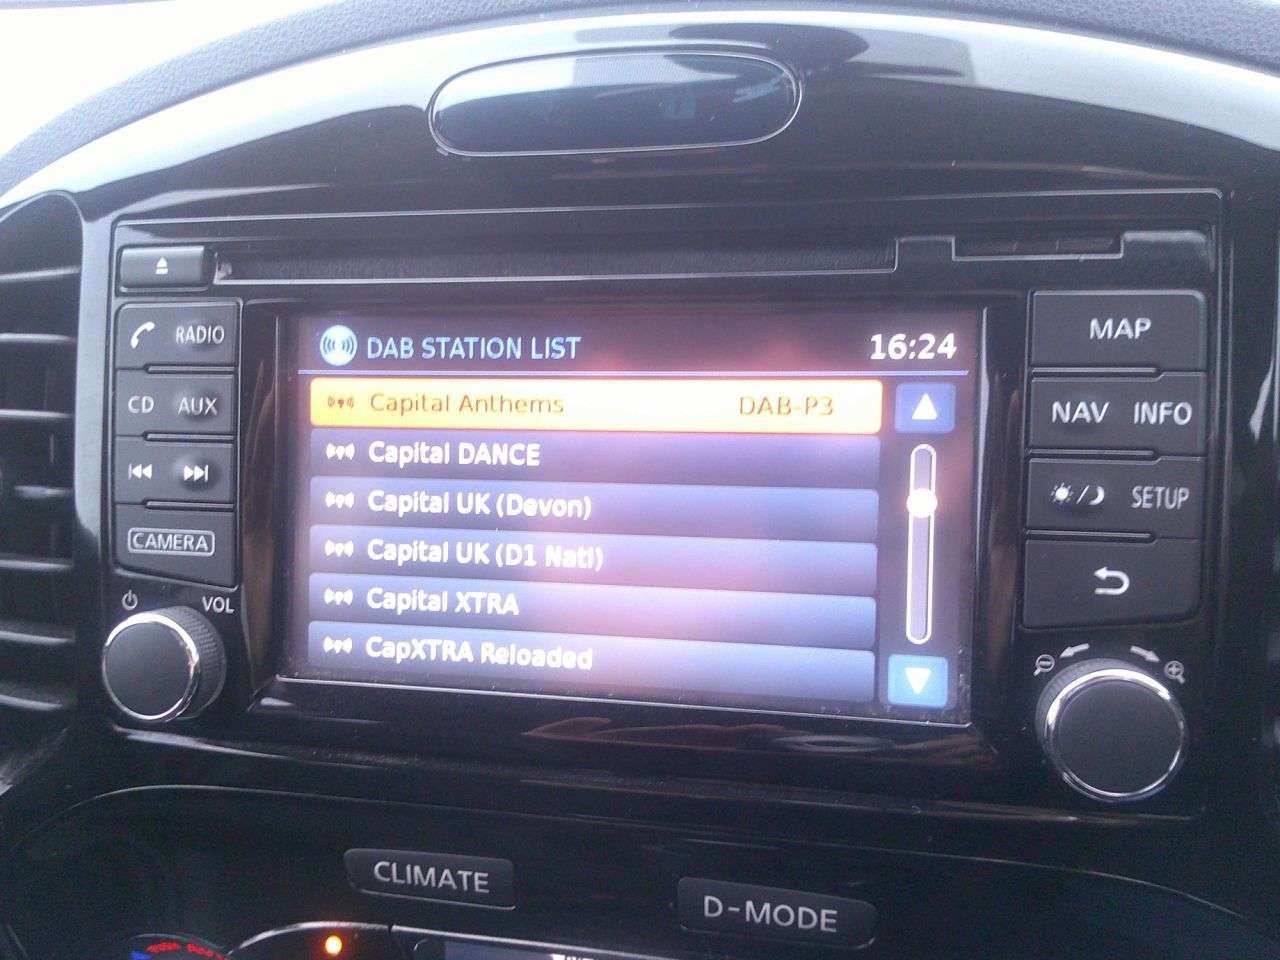 RADIO
CD AUX
CAMERA
VOL
DAB STATION LIST 16:24
Capital Anthems DAB-P3
Capital DANCE
Capital UK (Devon)
Capital UK (D1 Natl)
Capital XTRA
CapXTRA Reloaded
MAP
NAV INFO
SETUP
CLIMATE
D-MODE